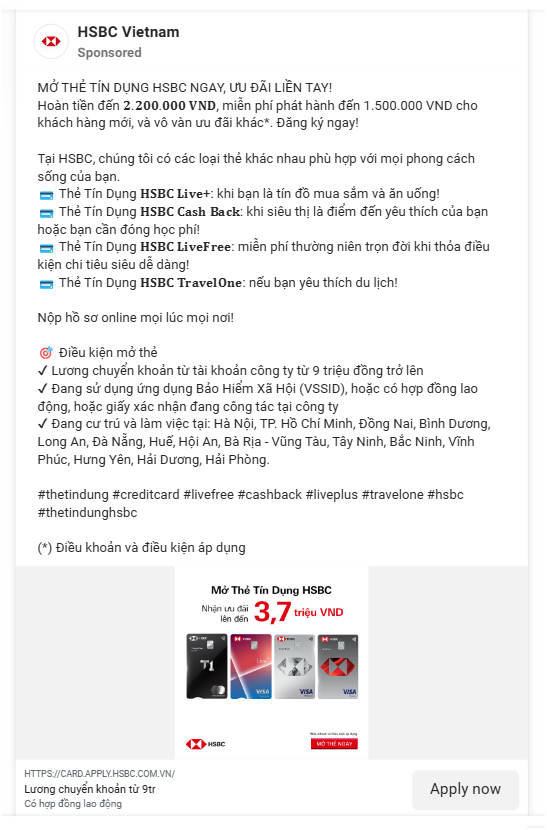 HSBC Vietnam
Sponsored
MỞ THẺ TÍN DỤNG HSBC NGAY, ƯU ĐÃI LIỀN TAY!
Hoàn tiền đến 2.200.000 VND, miễn phí phát hành đến 1.500.000 VND cho
khách hàng mới, và vô vàn ưu đãi khác*. Đăng ký ngay!
Tại HSBC, chúng tôi có các loại thẻ khác nhau phù hợp với mọi phong cách
sống của bạn.
💳 Thẻ Tín Dụng HSBC Live+: khi bạn là tín đồ mua sắm và ăn uống!
💳 Thẻ Tín Dụng HSBC Cash Back: khi siêu thị là điểm đến yêu thích của bạn
hoặc bạn cần đóng học phí!
💳 Thẻ Tín Dụng HSBC LiveFree: miễn phí thường niên trọn đời khi thỏa điều
kiện chi tiêu siêu dễ dàng!
💳 Thẻ Tín Dụng HSBC TravelOne: nếu bạn yêu thích du lịch!
Nộp hồ sơ online mọi lúc mọi nơi!
🎯 Điều kiện mở thẻ
✔ Lương chuyển khoản từ tài khoản công ty từ 9 triệu đồng trở lên
✔ Đang sử dụng ứng dụng Bảo Hiểm Xã Hội (VSSID), hoặc có hợp đồng lao
động, hoặc giấy xác nhận đang công tác tại công ty
✔ Đang cư trú và làm việc tại: Hà Nội, TP. Hồ Chí Minh, Đồng Nai, Bình Dương,
Long An, Đà Nẵng, Huế, Hội An, Bà Rịa - Vũng Tàu, Tây Ninh, Bắc Ninh, Vĩnh
Phúc, Hưng Yên, Hải Dương, Hải Phòng.
#thetindung #creditcard #livefree #cashback #liveplus #travelone #hsbc
#thetindunghsbc
(*) Điều khoản và điều kiện áp dụng
Mở Thẻ Tín Dụng HSBC
Nhận ưu đãi
lên đến 3,7 triệu VND
HSBC
T1
Live+
VISA
VISA
VISA
HSBC
MỞ THẺ NGAY
HTTPS://CARD.APPLY.HSBC.COM.VN/
Lương chuyển khoản từ 9tr
Có hợp đồng lao động
Apply now